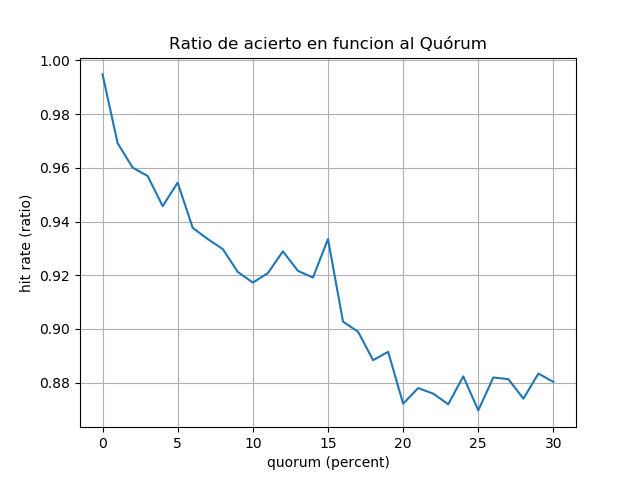 Ratio de acierto en funcion al Quórum
1.00
0.98
0.96
0.94
0.92
0.90
0.88
hit rate (ratio)
0 5 10 15 20 25 30
quorum (percent)